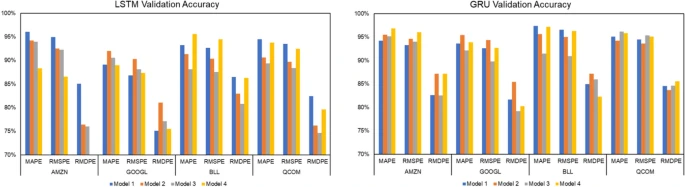 LSTM Validation Accuracy
100%
95%
90%
85%
80%
75%
70%
MAPE RMSPE RMDPE MAPE RMSPE RMDPE MAPE RMSPE RMDPE MAPE RMSPE RMDPE
AMZN GOOGL BLL QCOM
Model 1 Model 2 Model 3 Model 4
GRU Validation Accuracy
100%
95%
90%
85%
80%
75%
70%
MAPE RMSPE RMDPE MAPE RMSPE RMDPE MAPE RMSPE RMDPE MAPE RMSPE RMDPE
AMZN GOOGL BLL QCOM
Model 1 Model 2 Model 3 Model 4